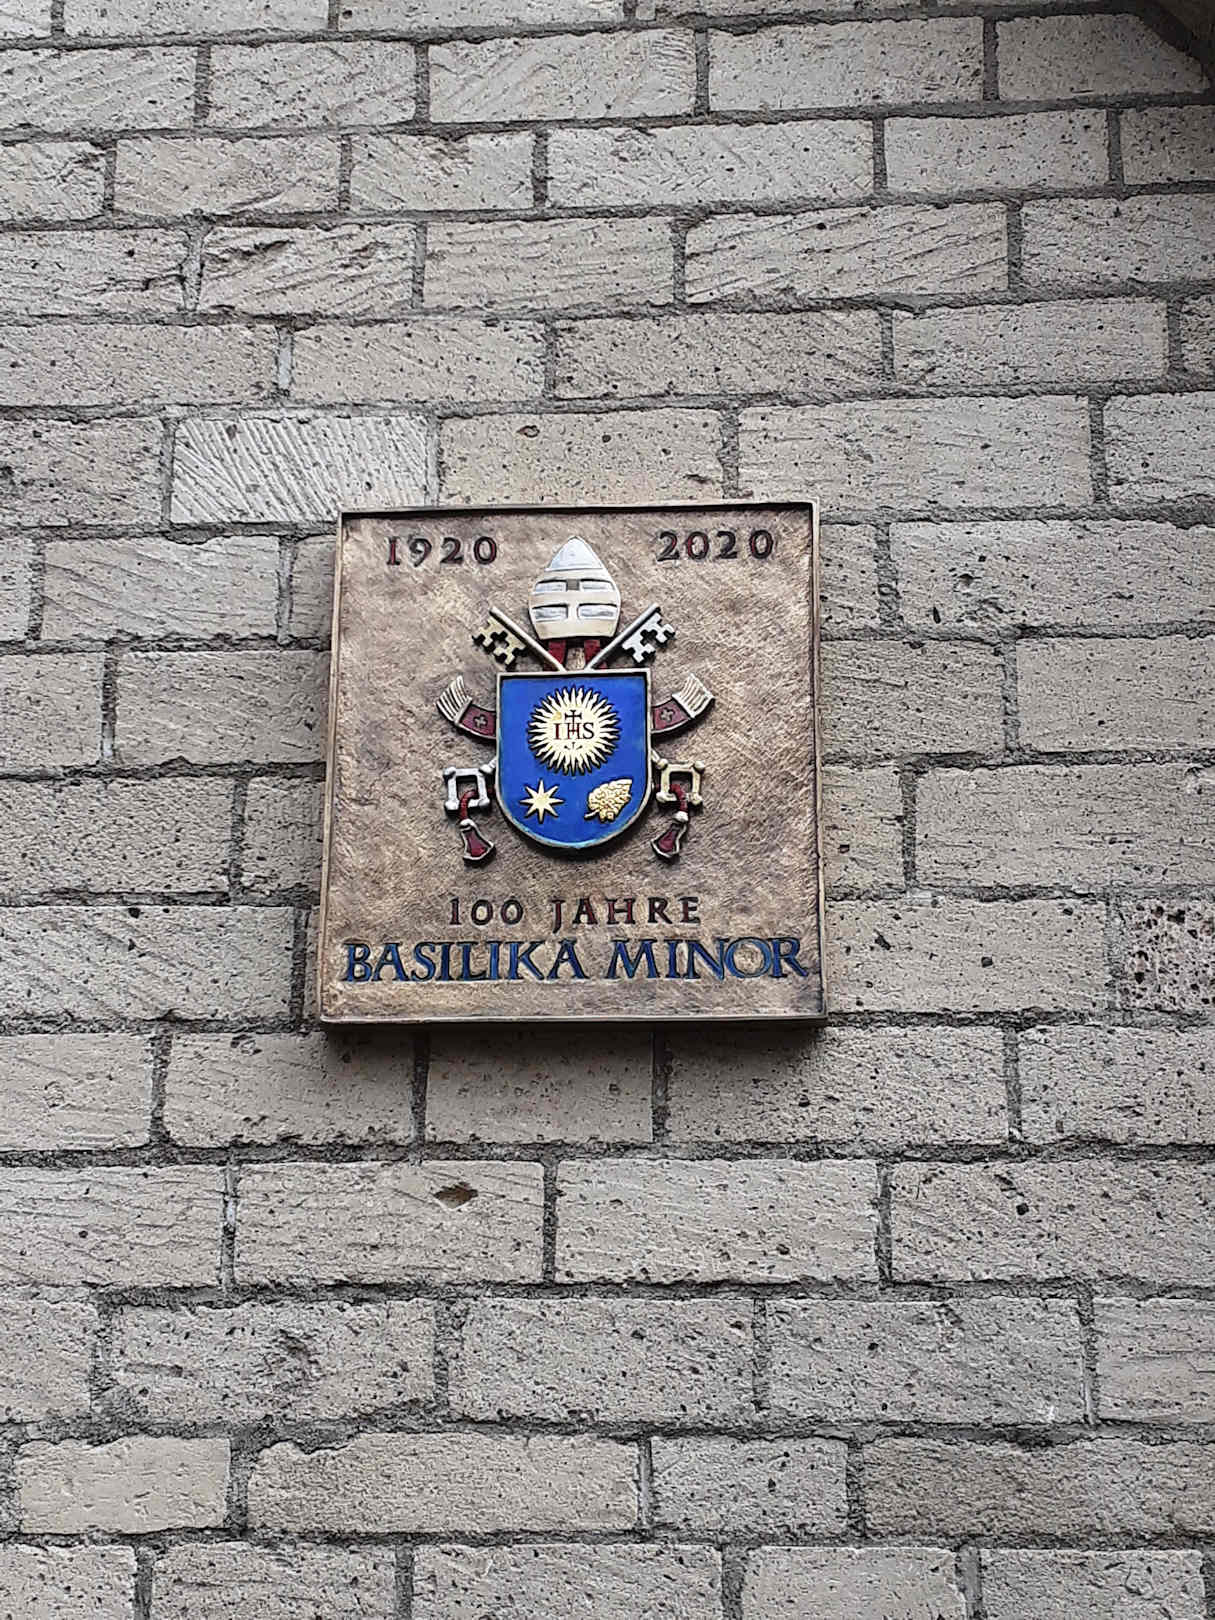 1920 2020
IHS
100 JAHRE
BASILIKA MINOR